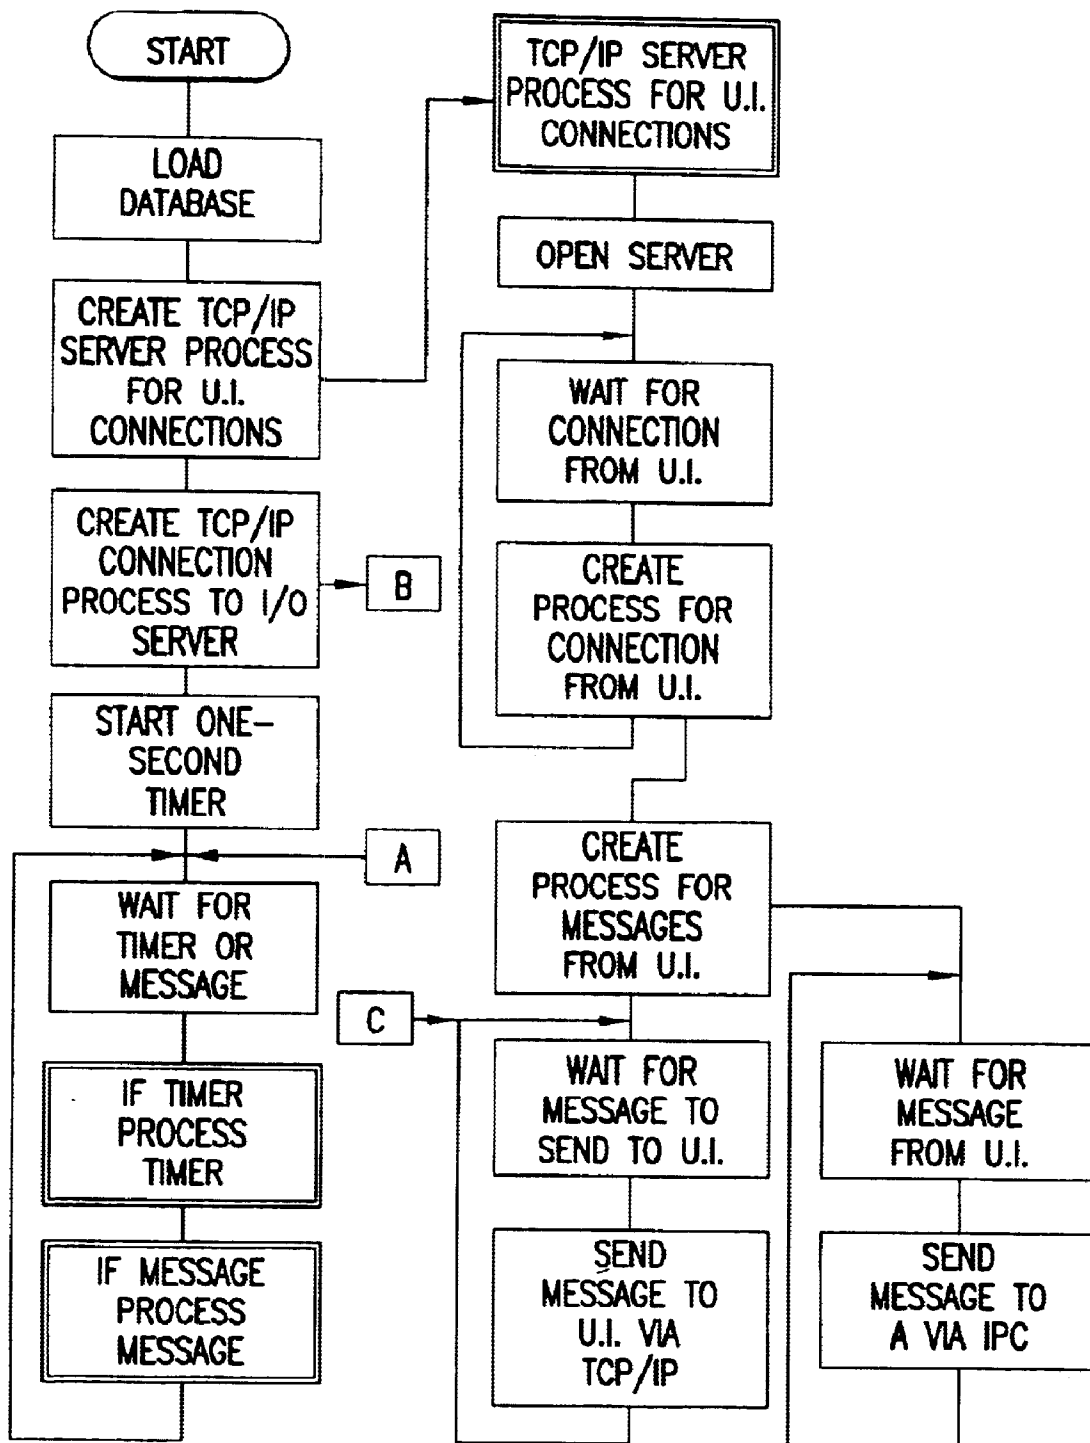 START
LOAD
DATABASE
CREATE TCP/IP
SERVER PROCESS
FOR U.I.
CONNECTIONS
CREATE TCP/IP
CONNECTION
PROCESS TO I/O
SERVER
B
START ONE-
SECOND
TIMER
A
WAIT FOR
TIMER OR
MESSAGE
IF TIMER
PROCESS
TIMER
IF MESSAGE
PROCESS
MESSAGE
TCP/IP SERVER
PROCESS FOR U.I.
CONNECTIONS
OPEN SERVER
WAIT FOR
CONNECTION
FROM U.I.
CREATE
PROCESS FOR
CONNECTION
FROM U.I.
CREATE
PROCESS FOR
MESSAGES
FROM U.I.
C
WAIT FOR
MESSAGE TO
SEND TO U.I.
SEND
MESSAGE TO
U.I. VIA
TCP/IP
WAIT FOR
MESSAGE
FROM U.I.
SEND
MESSAGE TO
A VIA IPC